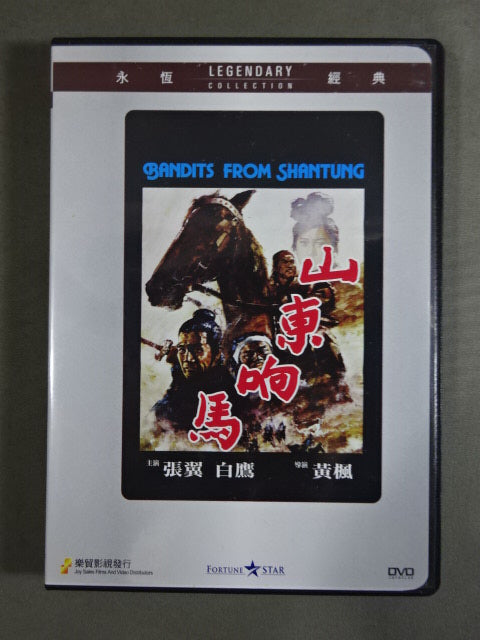 永恆 LEGENDARY COLLECTION 經典
BANDITS FROM SHANTUNG
山東响馬
主演 張翼 白鷹 導演 黃楓
樂貿影視發行
Joy Sales Films And Video Distributors
FORTUNE STAR
DVD